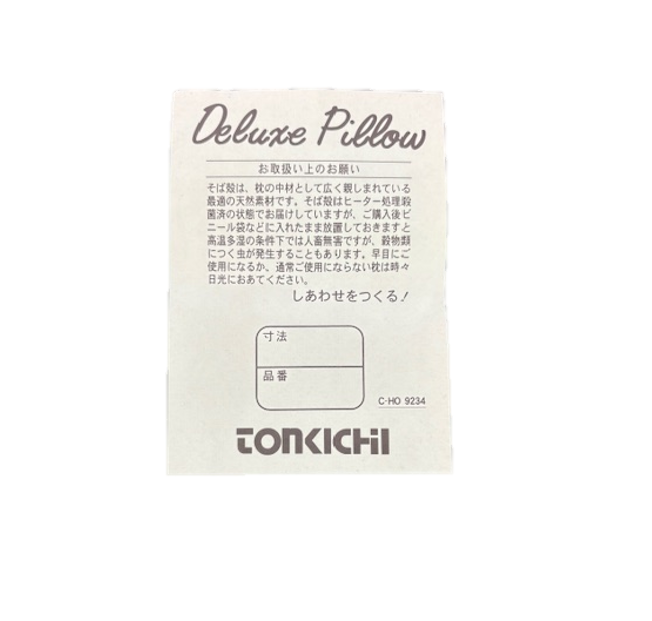 Deluxe Pillow
お取扱い上のお願い
そば殻は、枕の中材として広く親しまれている
最適の天然素材です。そば殻はヒーター処理殺
菌済の状態でお届けしていますが、ご購入後ビ
ニール袋などに入れたまま放置しておきますと
高温多湿の条件下では人畜無害ですが、穀物類
につく虫が発生することもあります。早目にご
使用になるか、通常ご使用にならない枕は時々
日光におあてください。
しあわせをつくる!
寸法
品番
C-HO 9234
TONKICHI